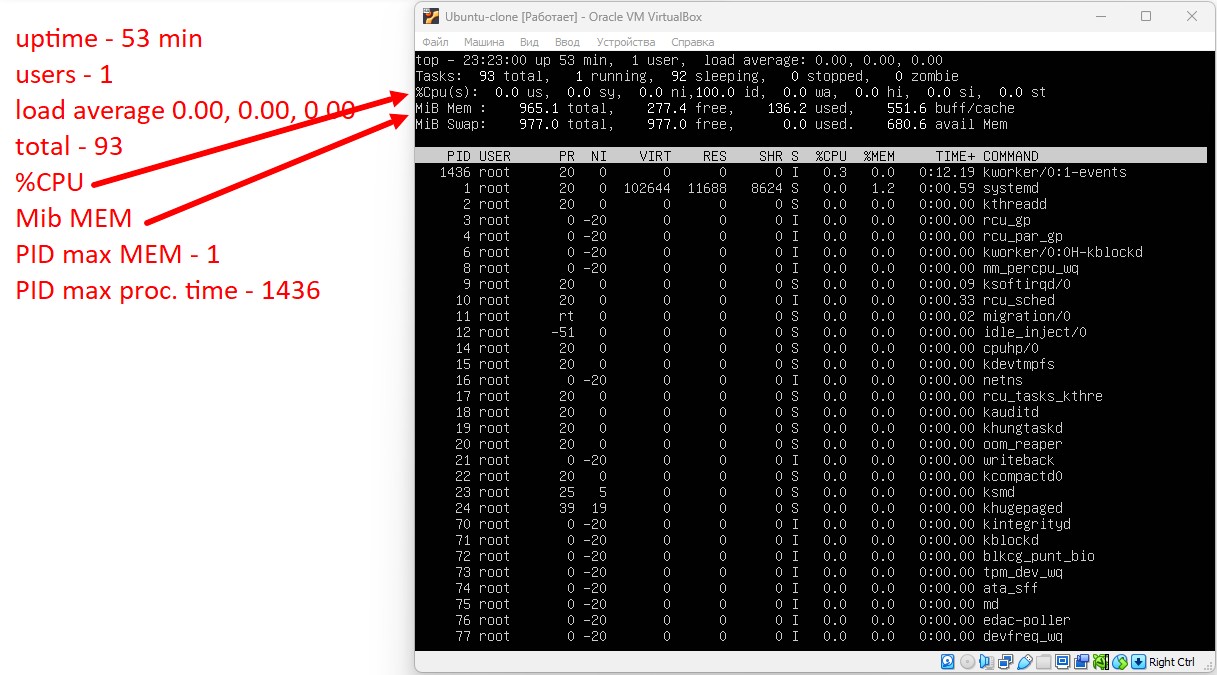 uptime - 53 min
users - 1
load average 0.00, 0.00, 0.00
total - 93
%CPU
Mib MEM
PID max MEM - 1
PID max proc. time - 1436
Ubuntu-clone [Работает] - Oracle VM VirtualBox
Файл Машина Вид Ввод Устройства Справка
top - 23:23:00 up 53 min,  1 user,  load average: 0.00, 0.00, 0.00
Tasks:  93 total,   1 running,  92 sleeping,   0 stopped,   0 zombie
%Cpu(s):  0.0 us,  0.0 sy,  0.0 ni,100.0 id,  0.0 wa,  0.0 hi,  0.0 si,  0.0 st
MiB Mem :    965.1 total,    277.4 free,    136.2 used,    551.6 buff/cache
MiB Swap:    977.0 total,    977.0 free,      0.0 used.    680.6 avail Mem
PID USER PR NI VIRT RES SHR S %CPU %MEM TIME+ COMMAND
1436 root 20 0 0 0 0 I 0.3 0.0 0:12.19 kworker/0:1-events
1 root 20 0 102644 11688 8624 S 0.0 1.2 0:00.59 systemd
2 root 20 0 0 0 0 S 0.0 0.0 0:00.00 kthreadd
3 root 0 -20 0 0 0 I 0.0 0.0 0:00.00 rcu_gp
4 root 0 -20 0 0 0 I 0.0 0.0 0:00.00 rcu_par_gp
6 root 0 -20 0 0 0 I 0.0 0.0 0:00.00 kworker/0:0H-kblockd
8 root 0 -20 0 0 0 I 0.0 0.0 0:00.00 mm_percpu_wq
9 root 20 0 0 0 0 S 0.0 0.0 0:00.09 ksoftirqd/0
10 root 20 0 0 0 0 I 0.0 0.0 0:00.33 rcu_sched
11 root rt 0 0 0 0 S 0.0 0.0 0:00.02 migration/0
12 root -51 0 0 0 0 S 0.0 0.0 0:00.00 idle_inject/0
14 root 20 0 0 0 0 S 0.0 0.0 0:00.00 cpuhp/0
15 root 20 0 0 0 0 S 0.0 0.0 0:00.00 kdevtmpfs
16 root 0 -20 0 0 0 I 0.0 0.0 0:00.00 netns
17 root 20 0 0 0 0 S 0.0 0.0 0:00.00 rcu_tasks_kthre
18 root 20 0 0 0 0 S 0.0 0.0 0:00.00 kauditd
19 root 20 0 0 0 0 S 0.0 0.0 0:00.00 khungtaskd
20 root 20 0 0 0 0 S 0.0 0.0 0:00.00 oom_reaper
21 root 0 -20 0 0 0 I 0.0 0.0 0:00.00 writeback
22 root 20 0 0 0 0 S 0.0 0.0 0:00.00 kcompactd0
23 root 25 5 0 0 0 S 0.0 0.0 0:00.00 ksmd
24 root 39 19 0 0 0 S 0.0 0.0 0:00.00 khugepaged
70 root 0 -20 0 0 0 I 0.0 0.0 0:00.00 kintegrityd
71 root 0 -20 0 0 0 I 0.0 0.0 0:00.00 kblockd
72 root 0 -20 0 0 0 I 0.0 0.0 0:00.00 blkcg_punt_bio
73 root 0 -20 0 0 0 I 0.0 0.0 0:00.00 tpm_dev_wq
74 root 0 -20 0 0 0 I 0.0 0.0 0:00.00 ata_sff
75 root 0 -20 0 0 0 I 0.0 0.0 0:00.00 md
76 root 0 -20 0 0 0 I 0.0 0.0 0:00.00 edac-poller
77 root 0 -20 0 0 0 I 0.0 0.0 0:00.00 devfreq_wq
Right Ctrl